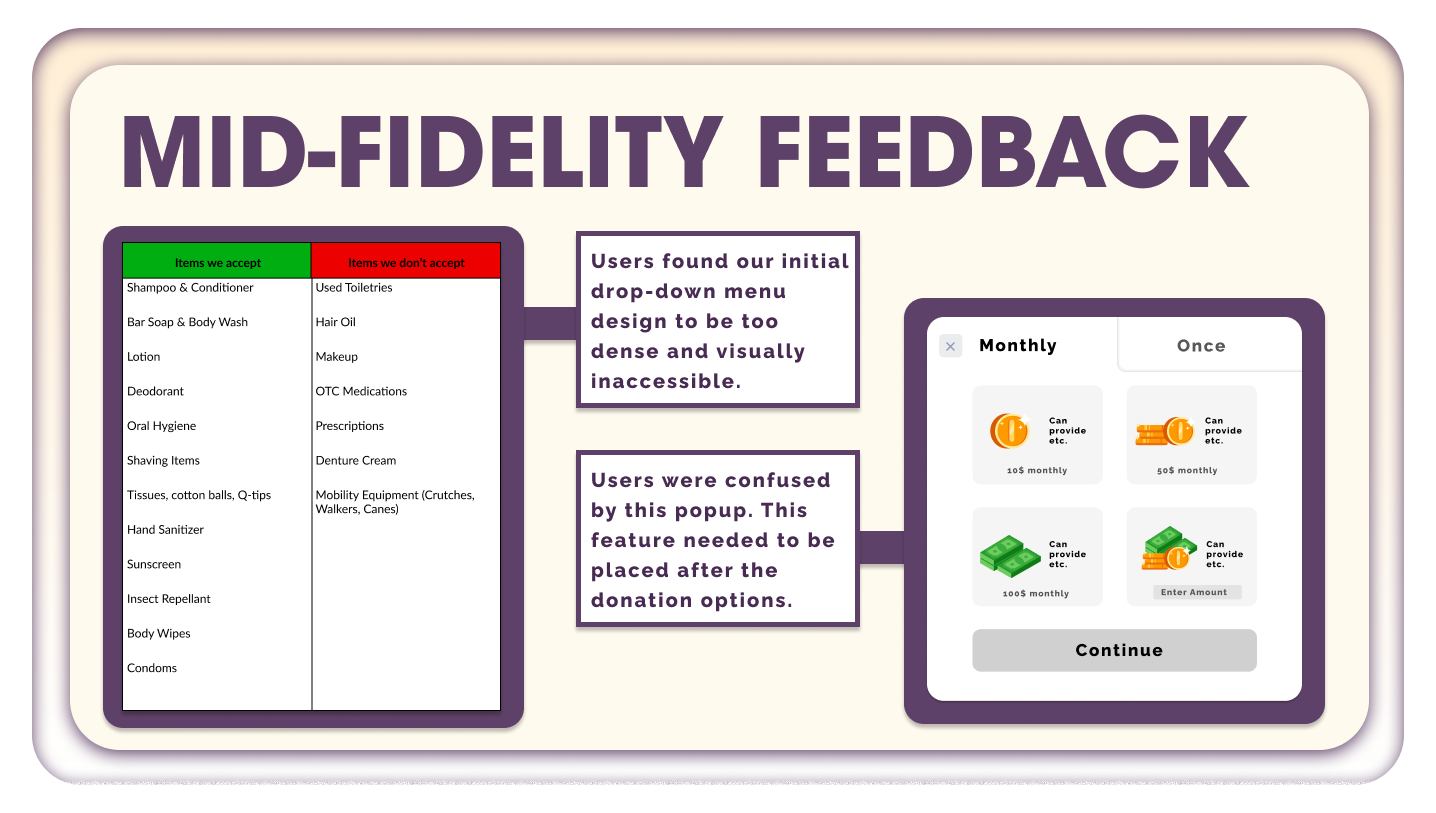 MID-FIDELITY FEEDBACK
Items we accept
Items we don't accept
Shampoo & Conditioner
Used Toiletries
Bar Soap & Body Wash
Hair Oil
Lotion
Makeup
Deodorant
OTC Medications
Oral Hygiene
Prescriptions
Shaving Items
Denture Cream
Tissues, cotton balls, Q-tips
Mobility Equipment (Crutches,
Walkers, Canes)
Hand Sanitizer
Sunscreen
Insect Repellant
Body Wipes
Condoms
Users found our initial
drop-down menu
design to be too
dense and visually
inaccessible.
Users were confused
by this popup. This
feature needed to be
placed after the
donation options.
Monthly
Once
Can
provide
etc.
10$ monthly
Can
provide
etc.
50$ monthly
Can
provide
etc.
100$ monthly
Can
provide
etc.
Enter Amount
Continue